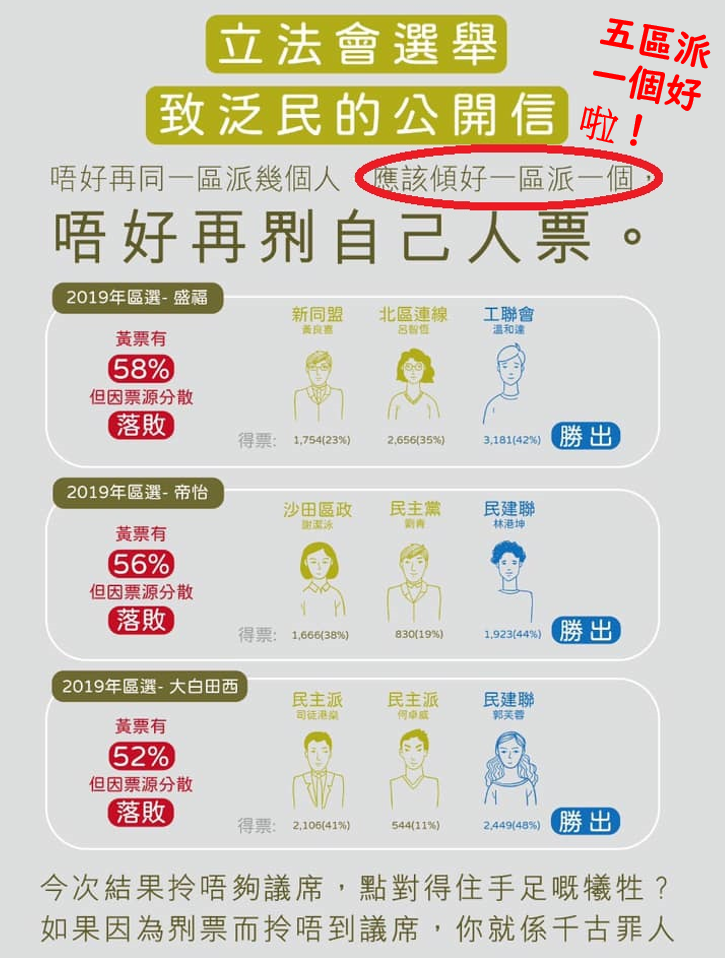 立法會選舉
致泛民的公開信
五區派
一個好
啦！
唔好再同一區派幾個人 應該傾好一區派一個，
唔好再㓟自己人票。
2019年區選- 盛福
黃票有
58%
但因票源分散
落敗
新同盟
黃良喜
北區連線
呂智恆
工聯會
溫和達
得票: 1,754(23%) 2,656(35%) 3,181(42%) 勝出
2019年區選- 帝怡
黃票有
56%
但因票源分散
落敗
沙田區政
謝潔泳
民主黨
劉青
民建聯
林港坤
得票: 1,666(38%) 830(19%) 1,923(44%) 勝出
2019年區選- 大白田西
黃票有
52%
但因票源分散
落敗
民主派
司徒港燊
民主派
何卓威
民建聯
郭芙蓉
得票: 2,106(41%) 544(11%) 2,449(48%) 勝出
今次結果拎唔夠議席，點對得住手足嘅犧牲？
如果因為㓟票而拎唔到議席，你就係千古罪人